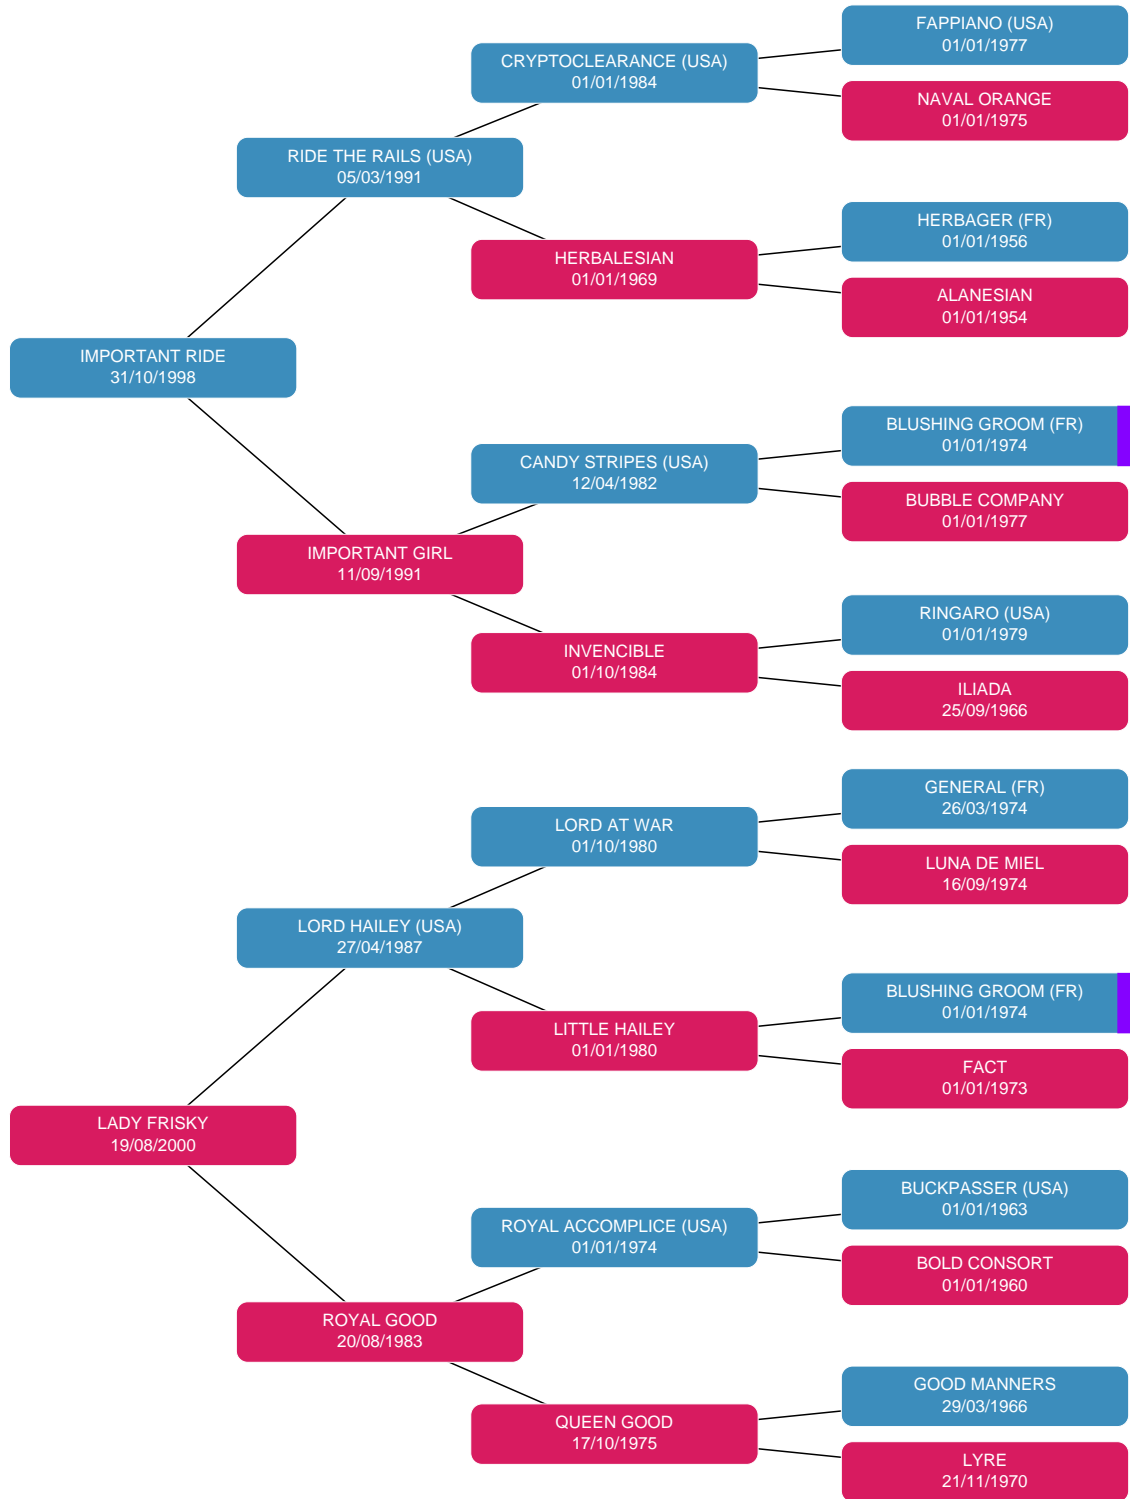 FAPPIANO (USA)
01/01/1977
CRYPTOCLEARANCE (USA)
01/01/1984
NAVAL ORANGE
01/01/1975
RIDE THE RAILS (USA)
05/03/1991
HERBAGER (FR)
01/01/1956
HERBALESIAN
01/01/1969
ALANESIAN
01/01/1954
IMPORTANT RIDE
31/10/1998
BLUSHING GROOM (FR)
01/01/1974
CANDY STRIPES (USA)
12/04/1982
BUBBLE COMPANY
01/01/1977
IMPORTANT GIRL
11/09/1991
RINGARO (USA)
01/01/1979
INVENCIBLE
01/10/1984
ILIADA
25/09/1966
GENERAL (FR)
26/03/1974
LORD AT WAR
01/10/1980
LUNA DE MIEL
16/09/1974
LORD HAILEY (USA)
27/04/1987
BLUSHING GROOM (FR)
01/01/1974
LITTLE HAILEY
01/01/1980
FACT
01/01/1973
LADY FRISKY
19/08/2000
BUCKPASSER (USA)
01/01/1963
ROYAL ACCOMPLICE (USA)
01/01/1974
BOLD CONSORT
01/01/1960
ROYAL GOOD
20/08/1983
GOOD MANNERS
29/03/1966
QUEEN GOOD
17/10/1975
LYRE
21/11/1970